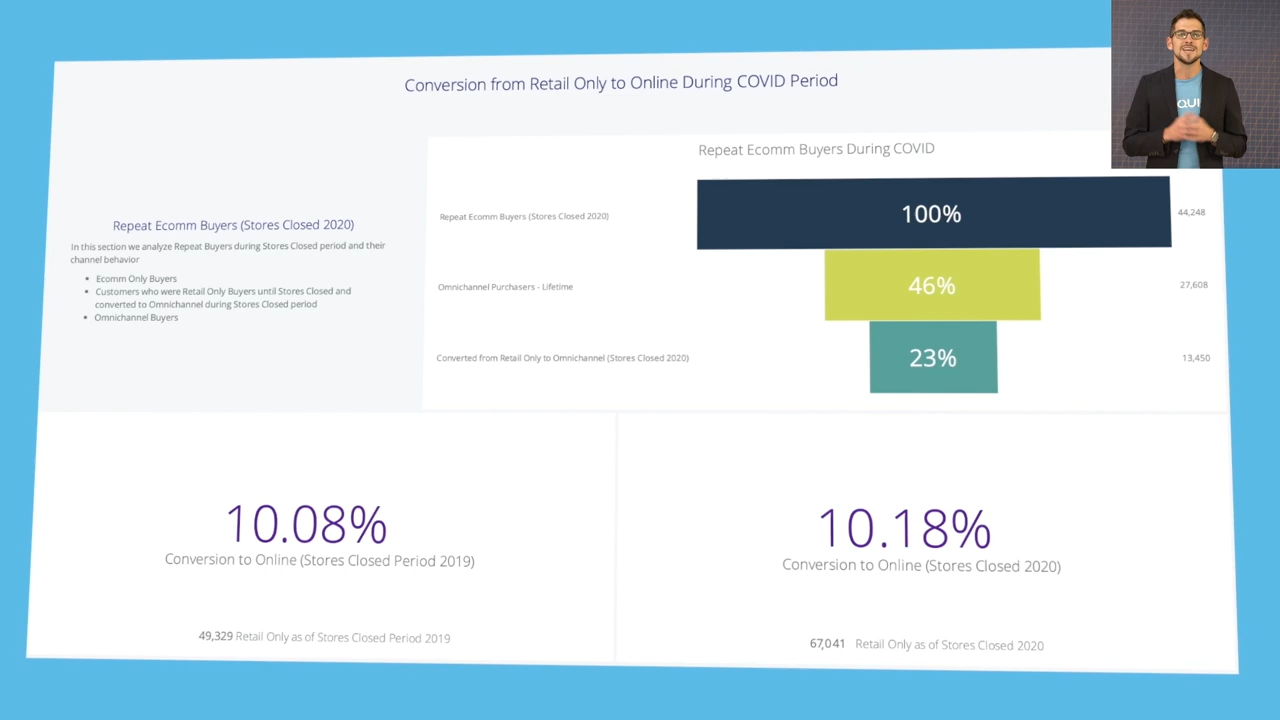 Conversion from Retail Only to Online During COVID Period
QUI
Repeat Ecomm Buyers During COVID
Repeat Ecomm Buyers (Stores Closed 2020)
In this section we analyze Repeat Buyers during Stores Closed period and their
channel behavior
Ecomm Only Buyers
Customers who were Retail Only Buyers until Stores Closed and
converted to Omnichannel during Stores Closed period
Omnichannel Buyers
Repeat Ecomm Buyers (Stores Closed 2020) 100% 44,248
Omnichannel Purchasers - Lifetime 46% 27,608
Converted from Retail Only to Omnichannel (Stores Closed 2020) 23% 13,450
10.08%
Conversion to Online (Stores Closed Period 2019)
49,329 Retail Only as of Stores Closed Period 2019
10.18%
Conversion to Online (Stores Closed 2020)
67,041 Retail Only as of Stores Closed 2020